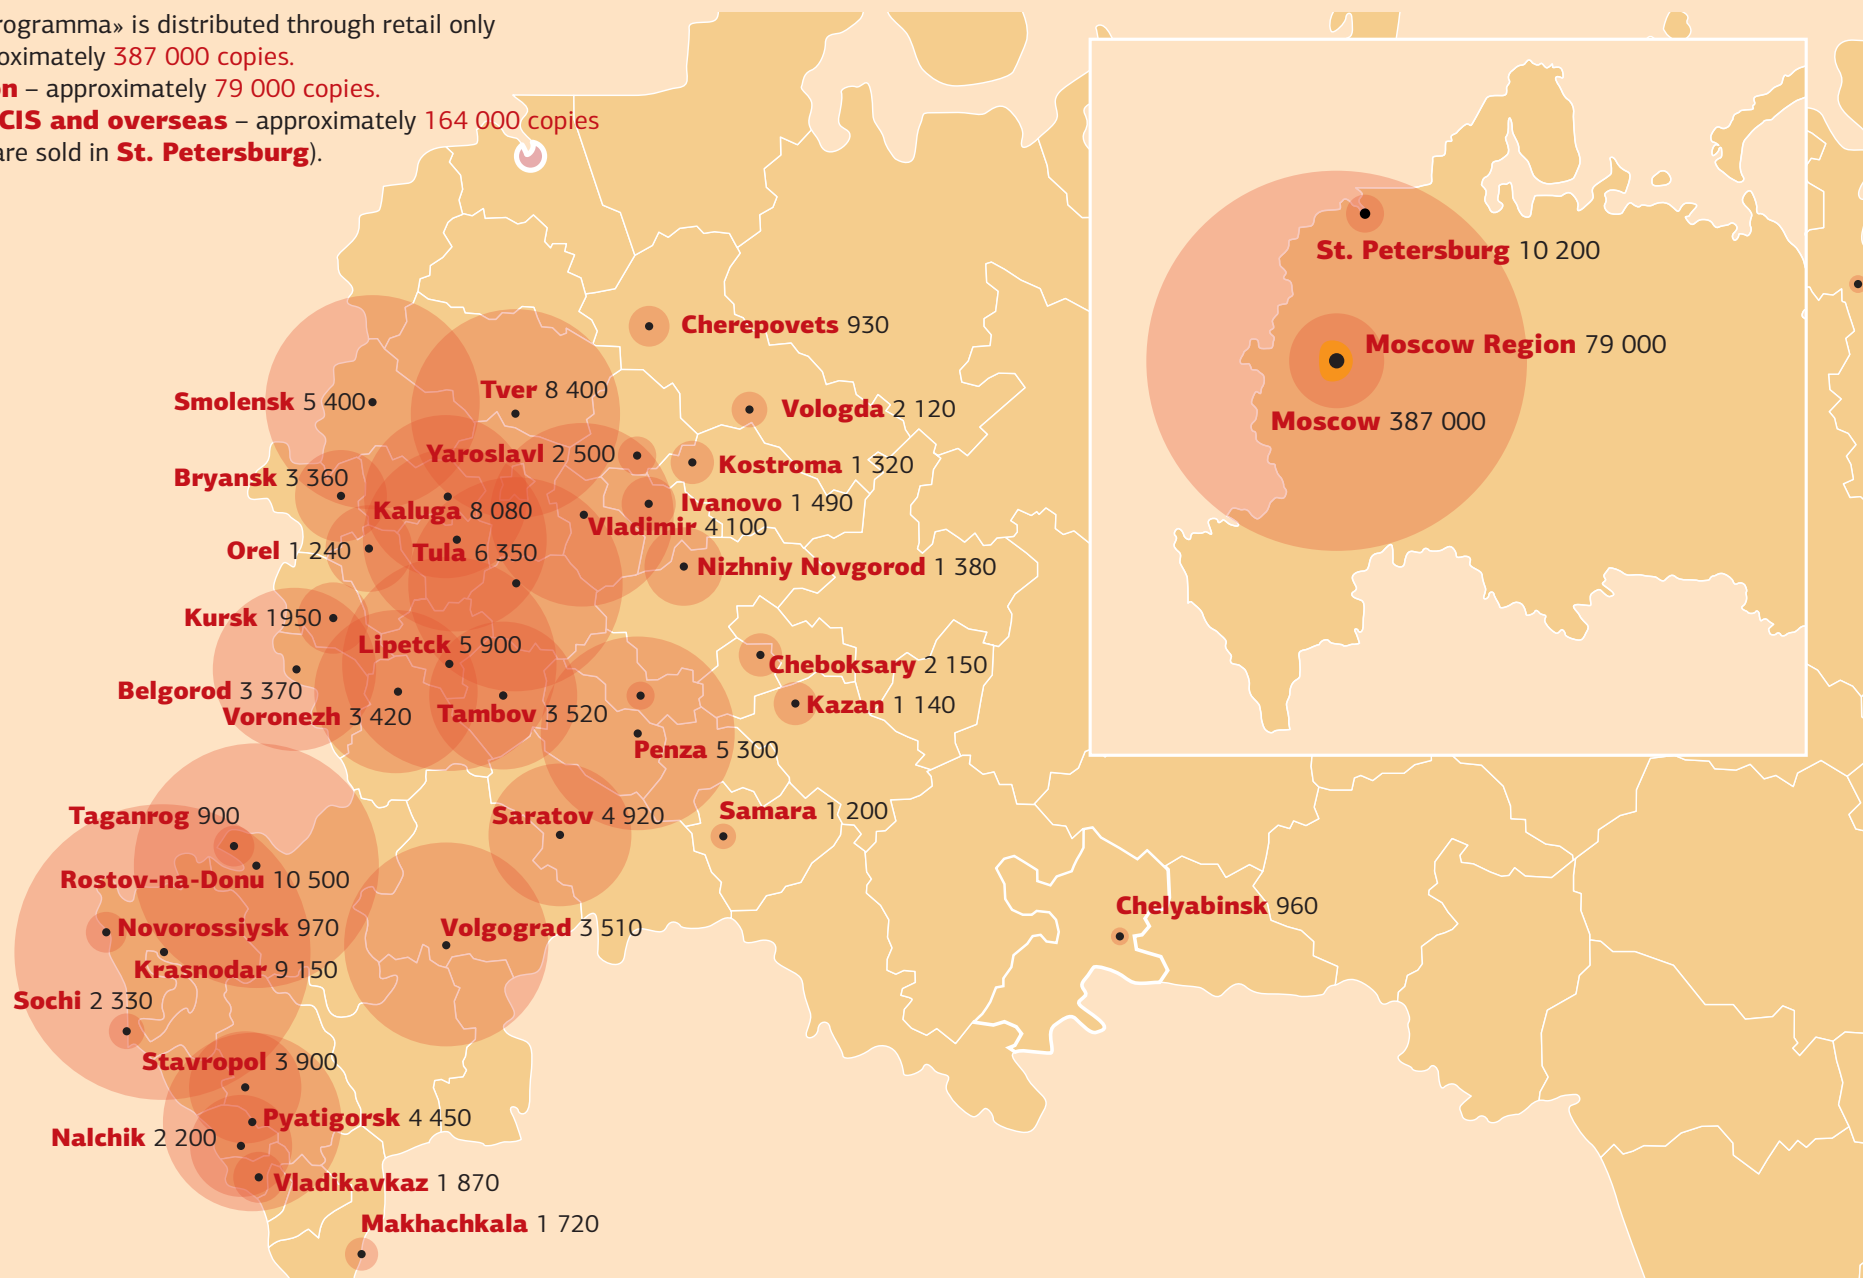 rogramma» is distributed through retail only
oximately 387 000 copies.
n – approximately 79 000 copies.
CIS and overseas – approximately 164 000 copies
are sold in St. Petersburg).
St. Petersburg 10 200
Moscow Region 79 000
Moscow 387 000
Cherepovets 930
Smolensk 5 400
Tver 8 400
Vologda 2 120
Yaroslavl 2 500
Kostroma 1 320
Bryansk 3 360
Ivanovo 1 490
Kaluga 8 080
Vladimir 4 100
Orel 1 240
Tula 6 350
Nizhniy Novgorod 1 380
Kursk 1950
Lipetck 5 900
Cheboksary 2 150
Belgorod 3 370
Kazan 1 140
Voronezh 3 420
Tambov 3 520
Penza 5 300
Taganrog 900
Saratov 4 920
Samara 1 200
Rostov-na-Donu 10 500
Chelyabinsk 960
Novorossiysk 970
Volgograd 3 510
Krasnodar 9 150
Sochi 2 330
Stavropol 3 900
Pyatigorsk 4 450
Nalchik 2 200
Vladikavkaz 1 870
Makhachkala 1 720